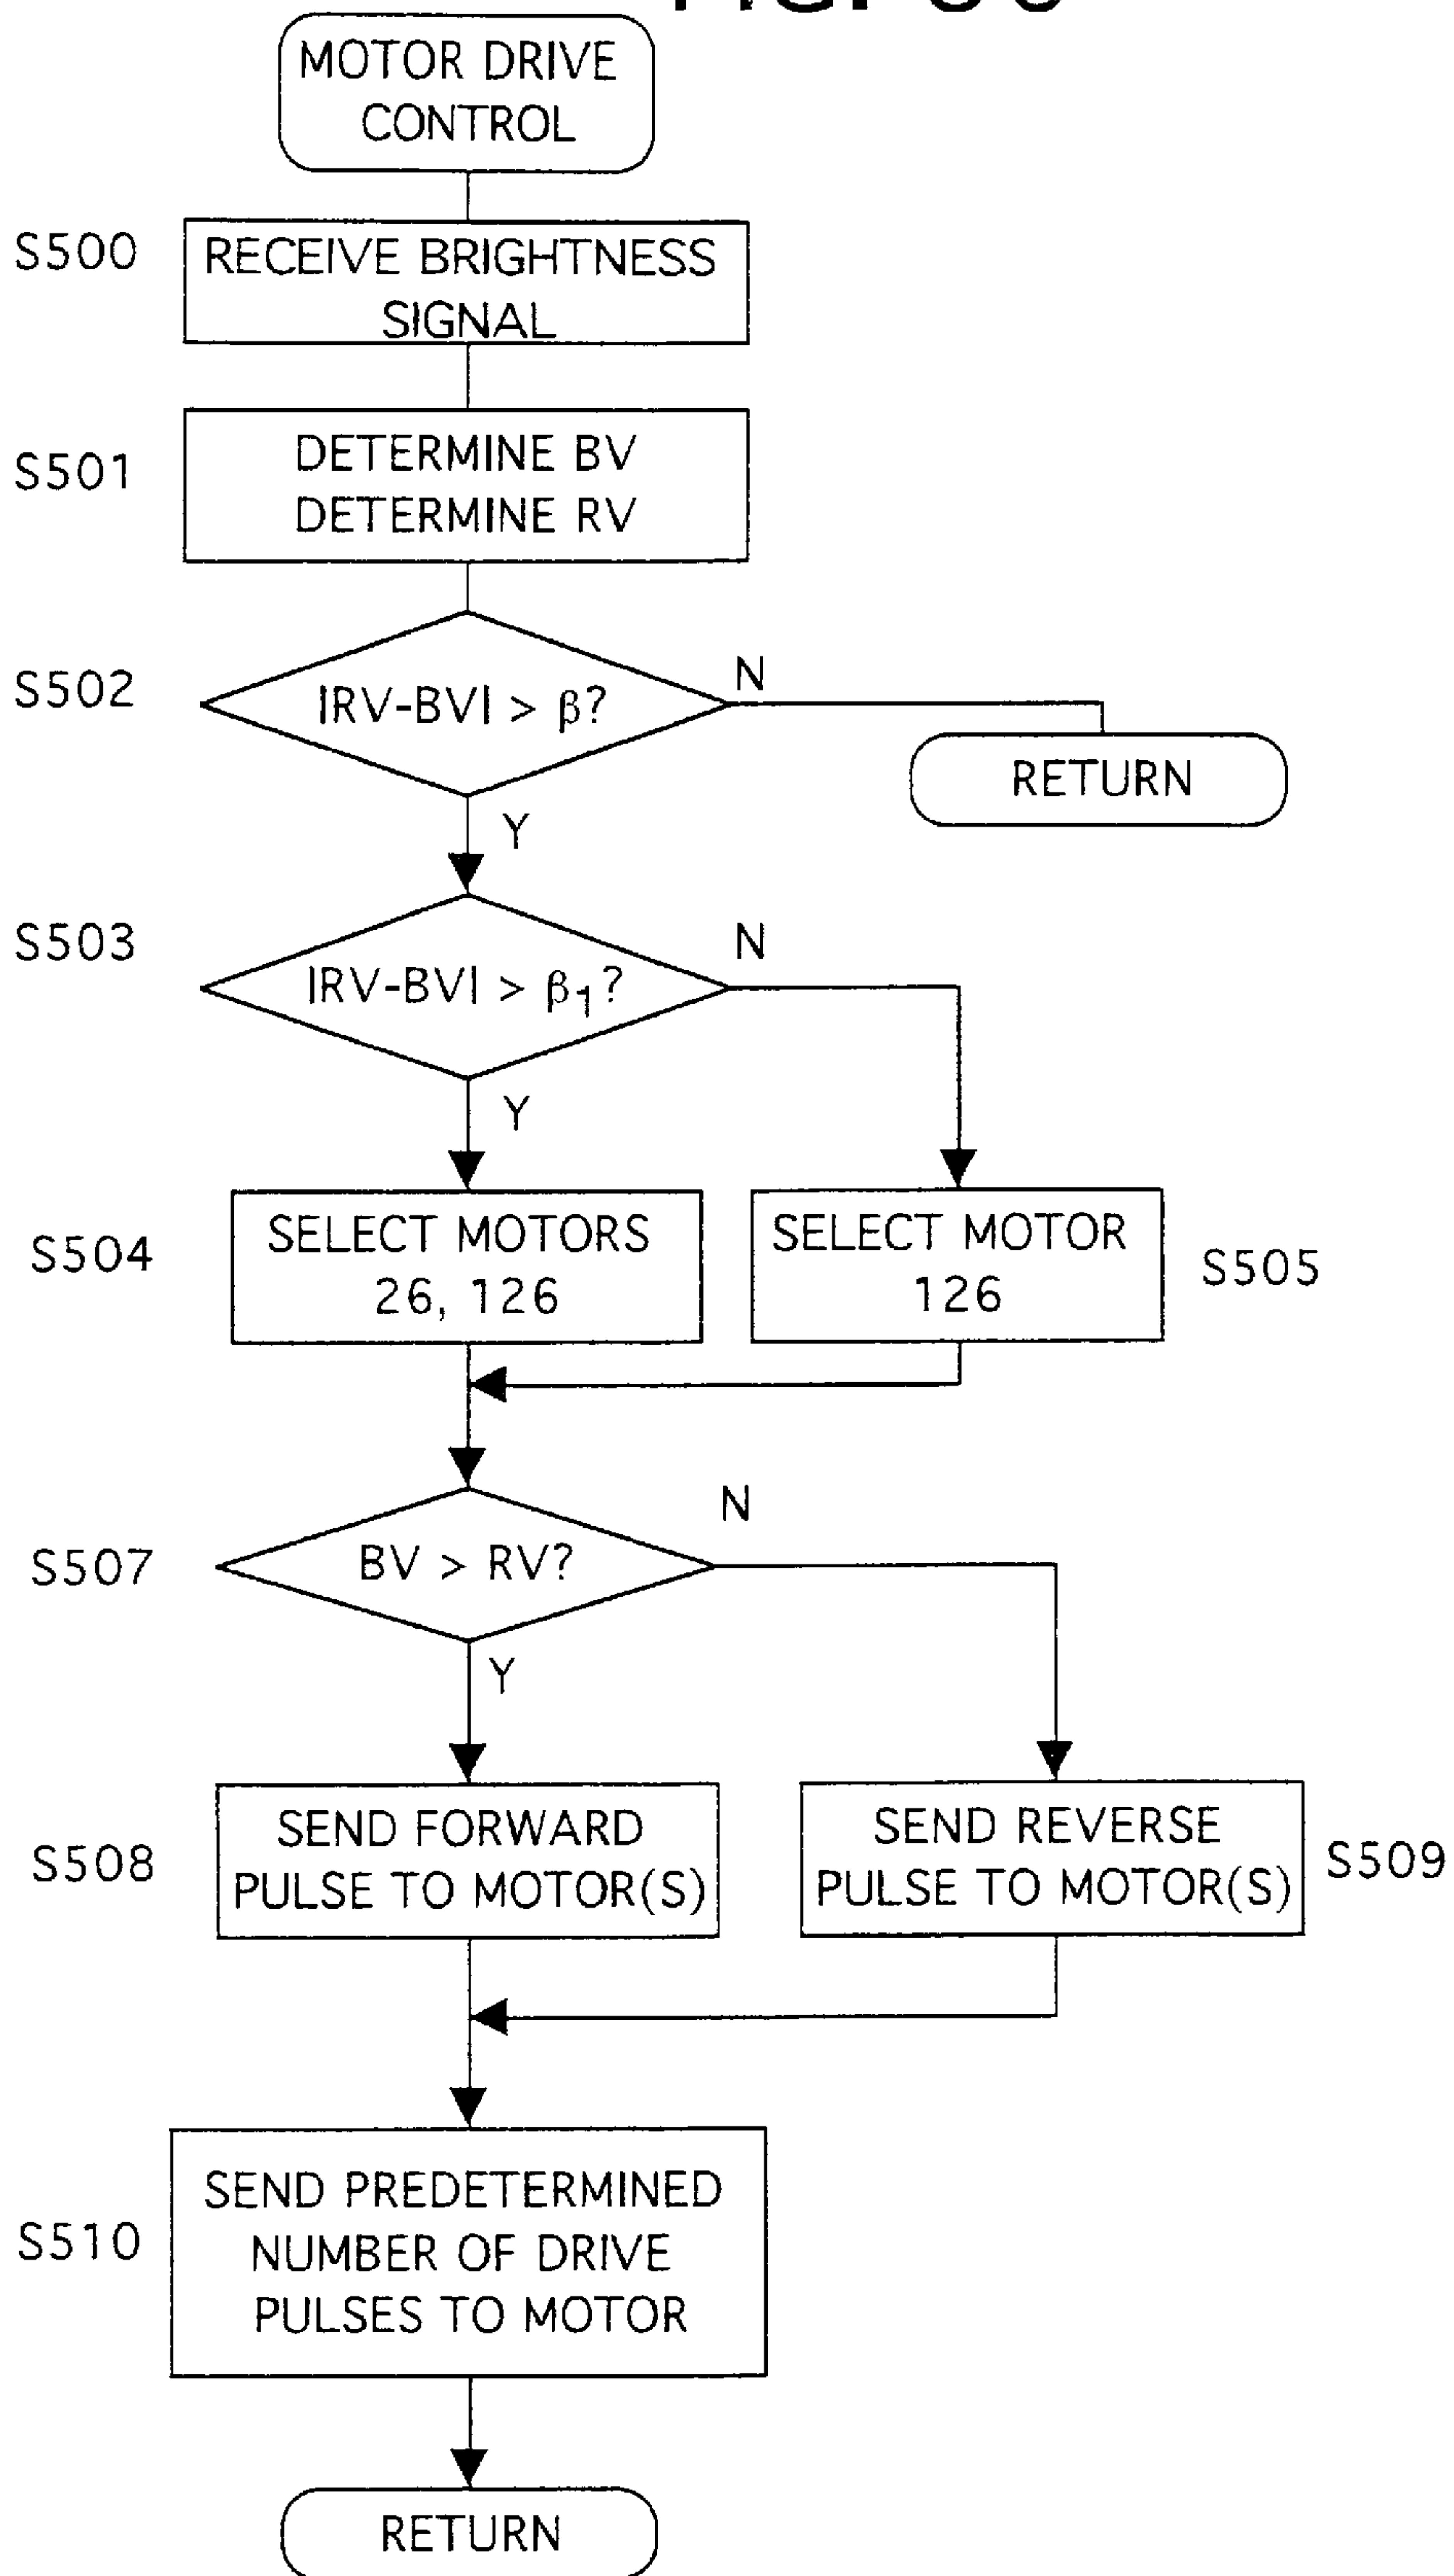 MOTOR DRIVE
CONTROL
S500
RECEIVE BRIGHTNESS
SIGNAL
S501
DETERMINE BV
DETERMINE RV
S502
|RV-BV| > β?
N
RETURN
Y
S503
|RV-BV| > β1?
N
Y
S504
SELECT MOTORS
26, 126
SELECT MOTOR
126
S505
S507
BV > RV?
N
Y
S508
SEND FORWARD
PULSE TO MOTOR(S)
SEND REVERSE
PULSE TO MOTOR(S)
S509
S510
SEND PREDETERMINED
NUMBER OF DRIVE
PULSES TO MOTOR
RETURN